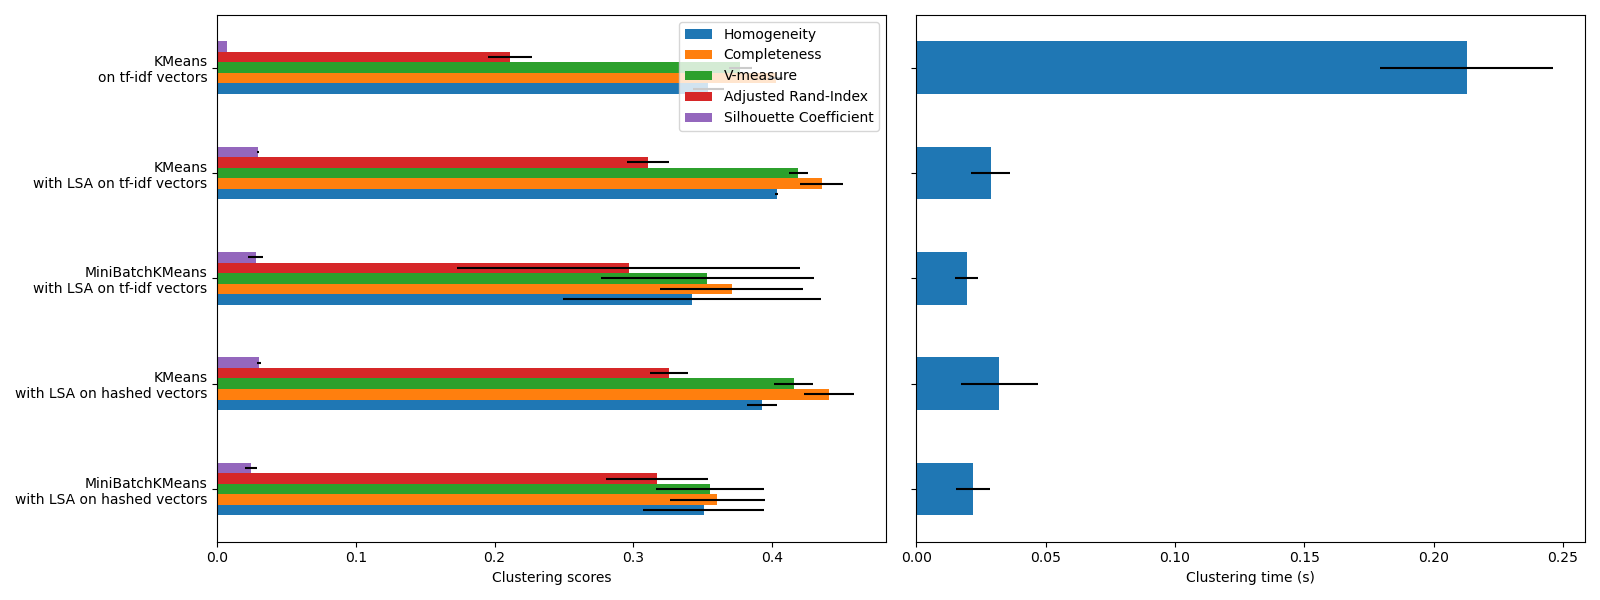 KMeans
on tf-idf vectors
KMeans
with LSA on tf-idf vectors
MiniBatchKMeans
with LSA on tf-idf vectors
KMeans
with LSA on hashed vectors
MiniBatchKMeans
with LSA on hashed vectors
Homogeneity
Completeness
V-measure
Adjusted Rand-Index
Silhouette Coefficient
0.0 0.1 0.2 0.3 0.4
Clustering scores
0.00 0.05 0.10 0.15 0.20 0.25
Clustering time (s)